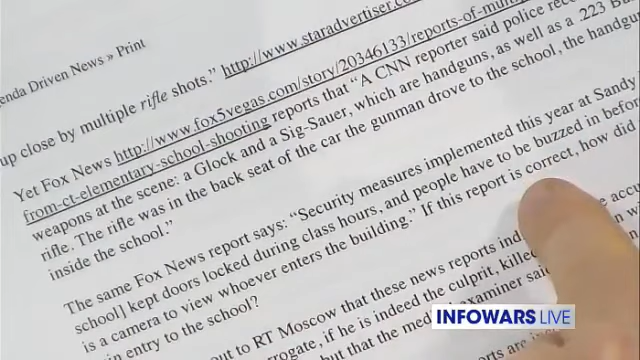 http://www.staradvertiser.co
enda Driven News » Print
up close by multiple rifle shots."
http://www.fox5vegas.com/story/20346133/reports-of-mult
Yet Fox News
from-ct-elementary-school-shooting reports that "A CNN reporter said police rec
weapons at the scene: a Glock and a Sig-Sauer, which are handguns, as well as a .223 Bu
rifle. The rifle was in the back seat of the car the gunman drove to the school, the handgun
inside the school."
The same Fox News report says: "Security measures implemented this year at Sandy
school] kept doors locked during class hours, and people have to be buzzed in befor
is a camera to view whoever enters the building." If this report is correct, how did
in entry to the school?
out to RT Moscow that these news reports ind
rrogate, if he is indeed the culprit, kille
but that the me examiner said
INFOWARS LIVE